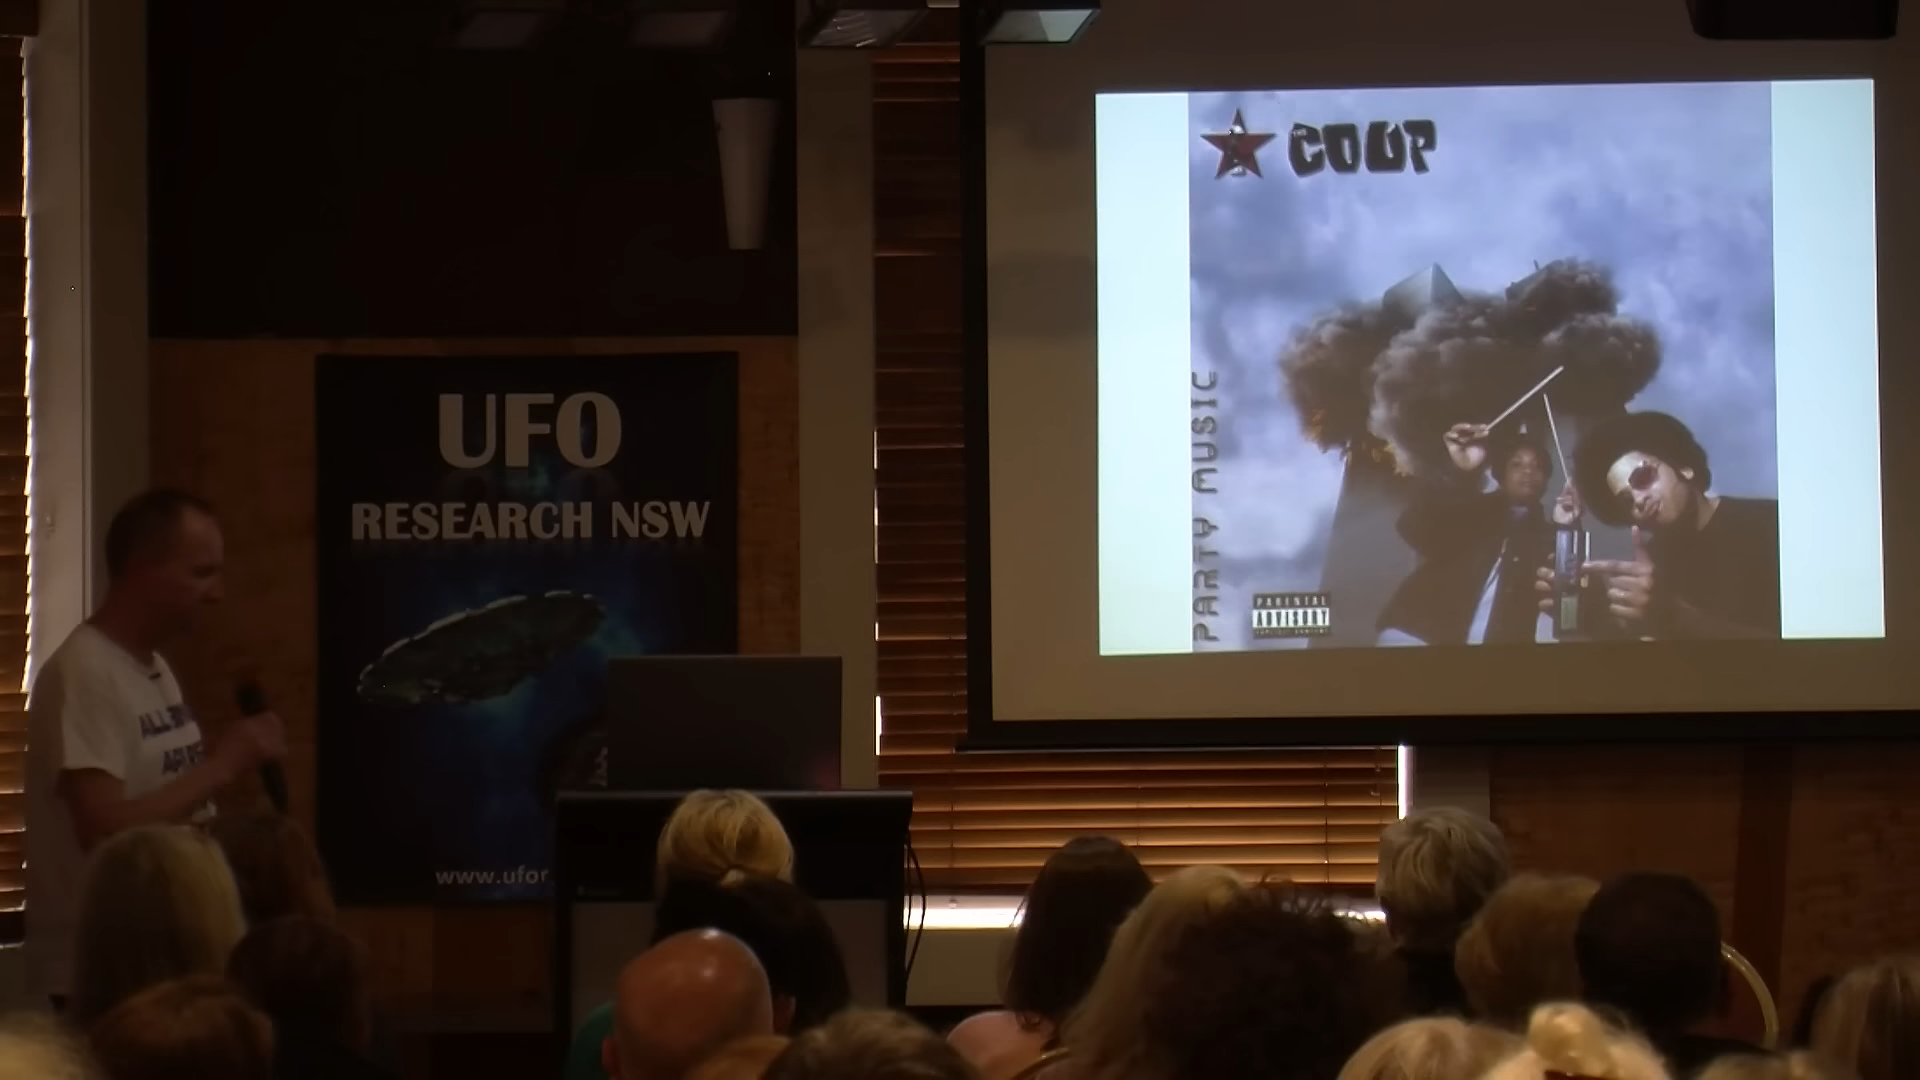 UFO
RESEARCH NSW
www.ufor
COUP
PARTY MUSIC
PARENTAL
ADVISORY